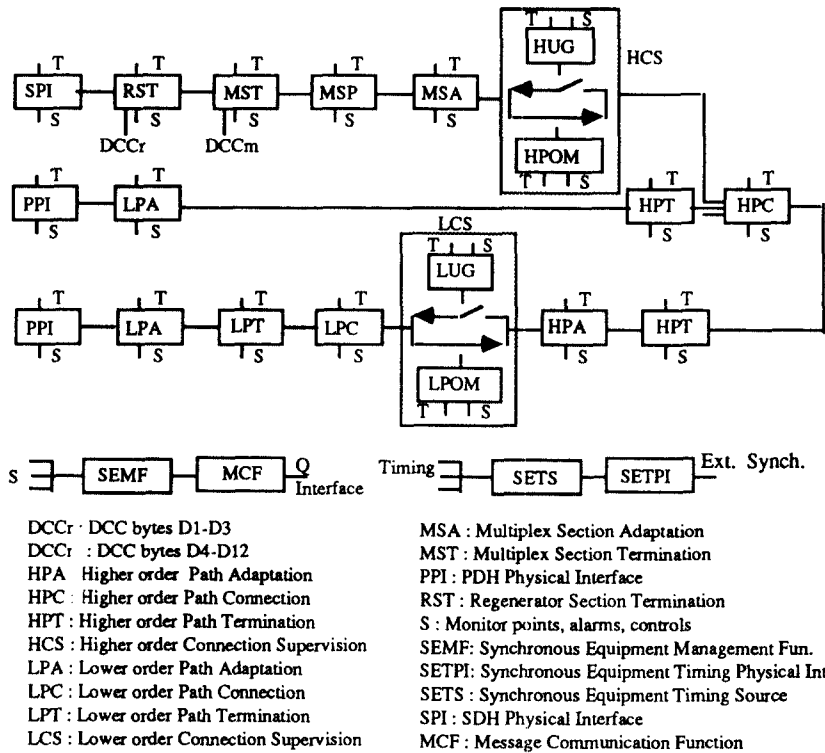 T S
HUG
HCS
T T T T T
SPI RST MST MSP MSA
S S S S S
DCCr DCCm
HPOM
T S
T T T T
PPI LPA HPT HPC
S S S S
LCS
T S
LUG
T T T T T T
PPI LPA LPT LPC HPA HPT
S S S S S S
LPOM
T S
S SEMF MCF Q
Interface
Timing SETS SETPI Ext. Synch.
DCCr : DCC bytes D1-D3
DCCr : DCC bytes D4-D12
HPA Higher order Path Adaptation
HPC : Higher order Path Connection
HPT : Higher order Path Termination
HCS : Higher order Connection Supervision
LPA : Lower order Path Adaptation
LPC : Lower order Path Connection
LPT : Lower order Path Termination
LCS : Lower order Connection Supervision
MSA : Multiplex Section Adaptation
MST : Multiplex Section Termination
PPI : PDH Physical Interface
RST : Regenerator Section Termination
S : Monitor points, alarms, controls
SEMF: Synchronous Equipment Management Fun.
SETPI: Synchronous Equipment Timing Physical Int
SETS : Synchronous Equipment Timing Source
SPI : SDH Physical Interface
MCF : Message Communication Function